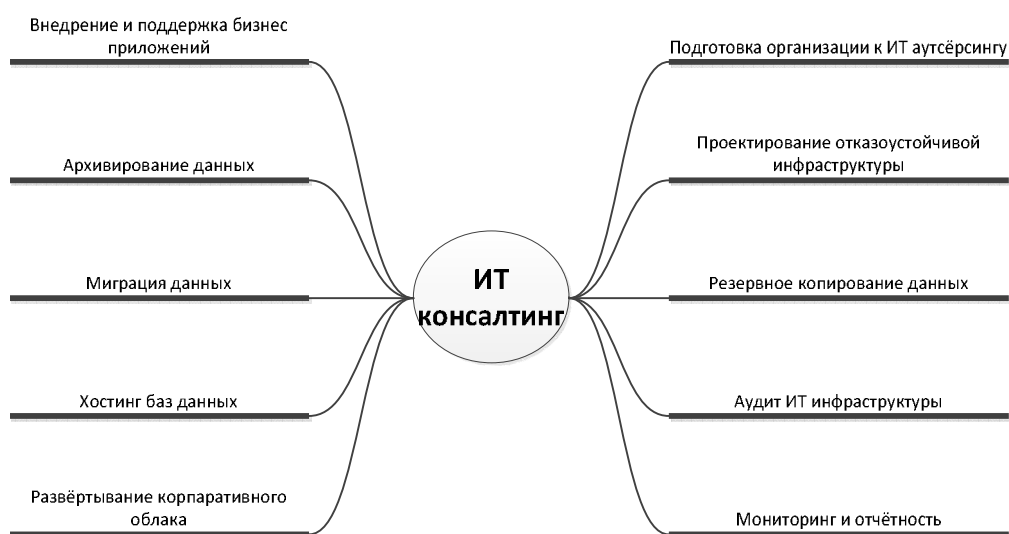 Внедрение и поддержка бизнес
приложений
Архивирование данных
Миграция данных
Хостинг баз данных
Развёртывание корпаративного
облака
ИТ
консалтинг
Подготовка организации к ИТ аутсёрсингу
Проектирование отказоустойчивой
инфраструктуры
Резервное копирование данных
Аудит ИТ инфраструктуры
Мониторинг и отчётность